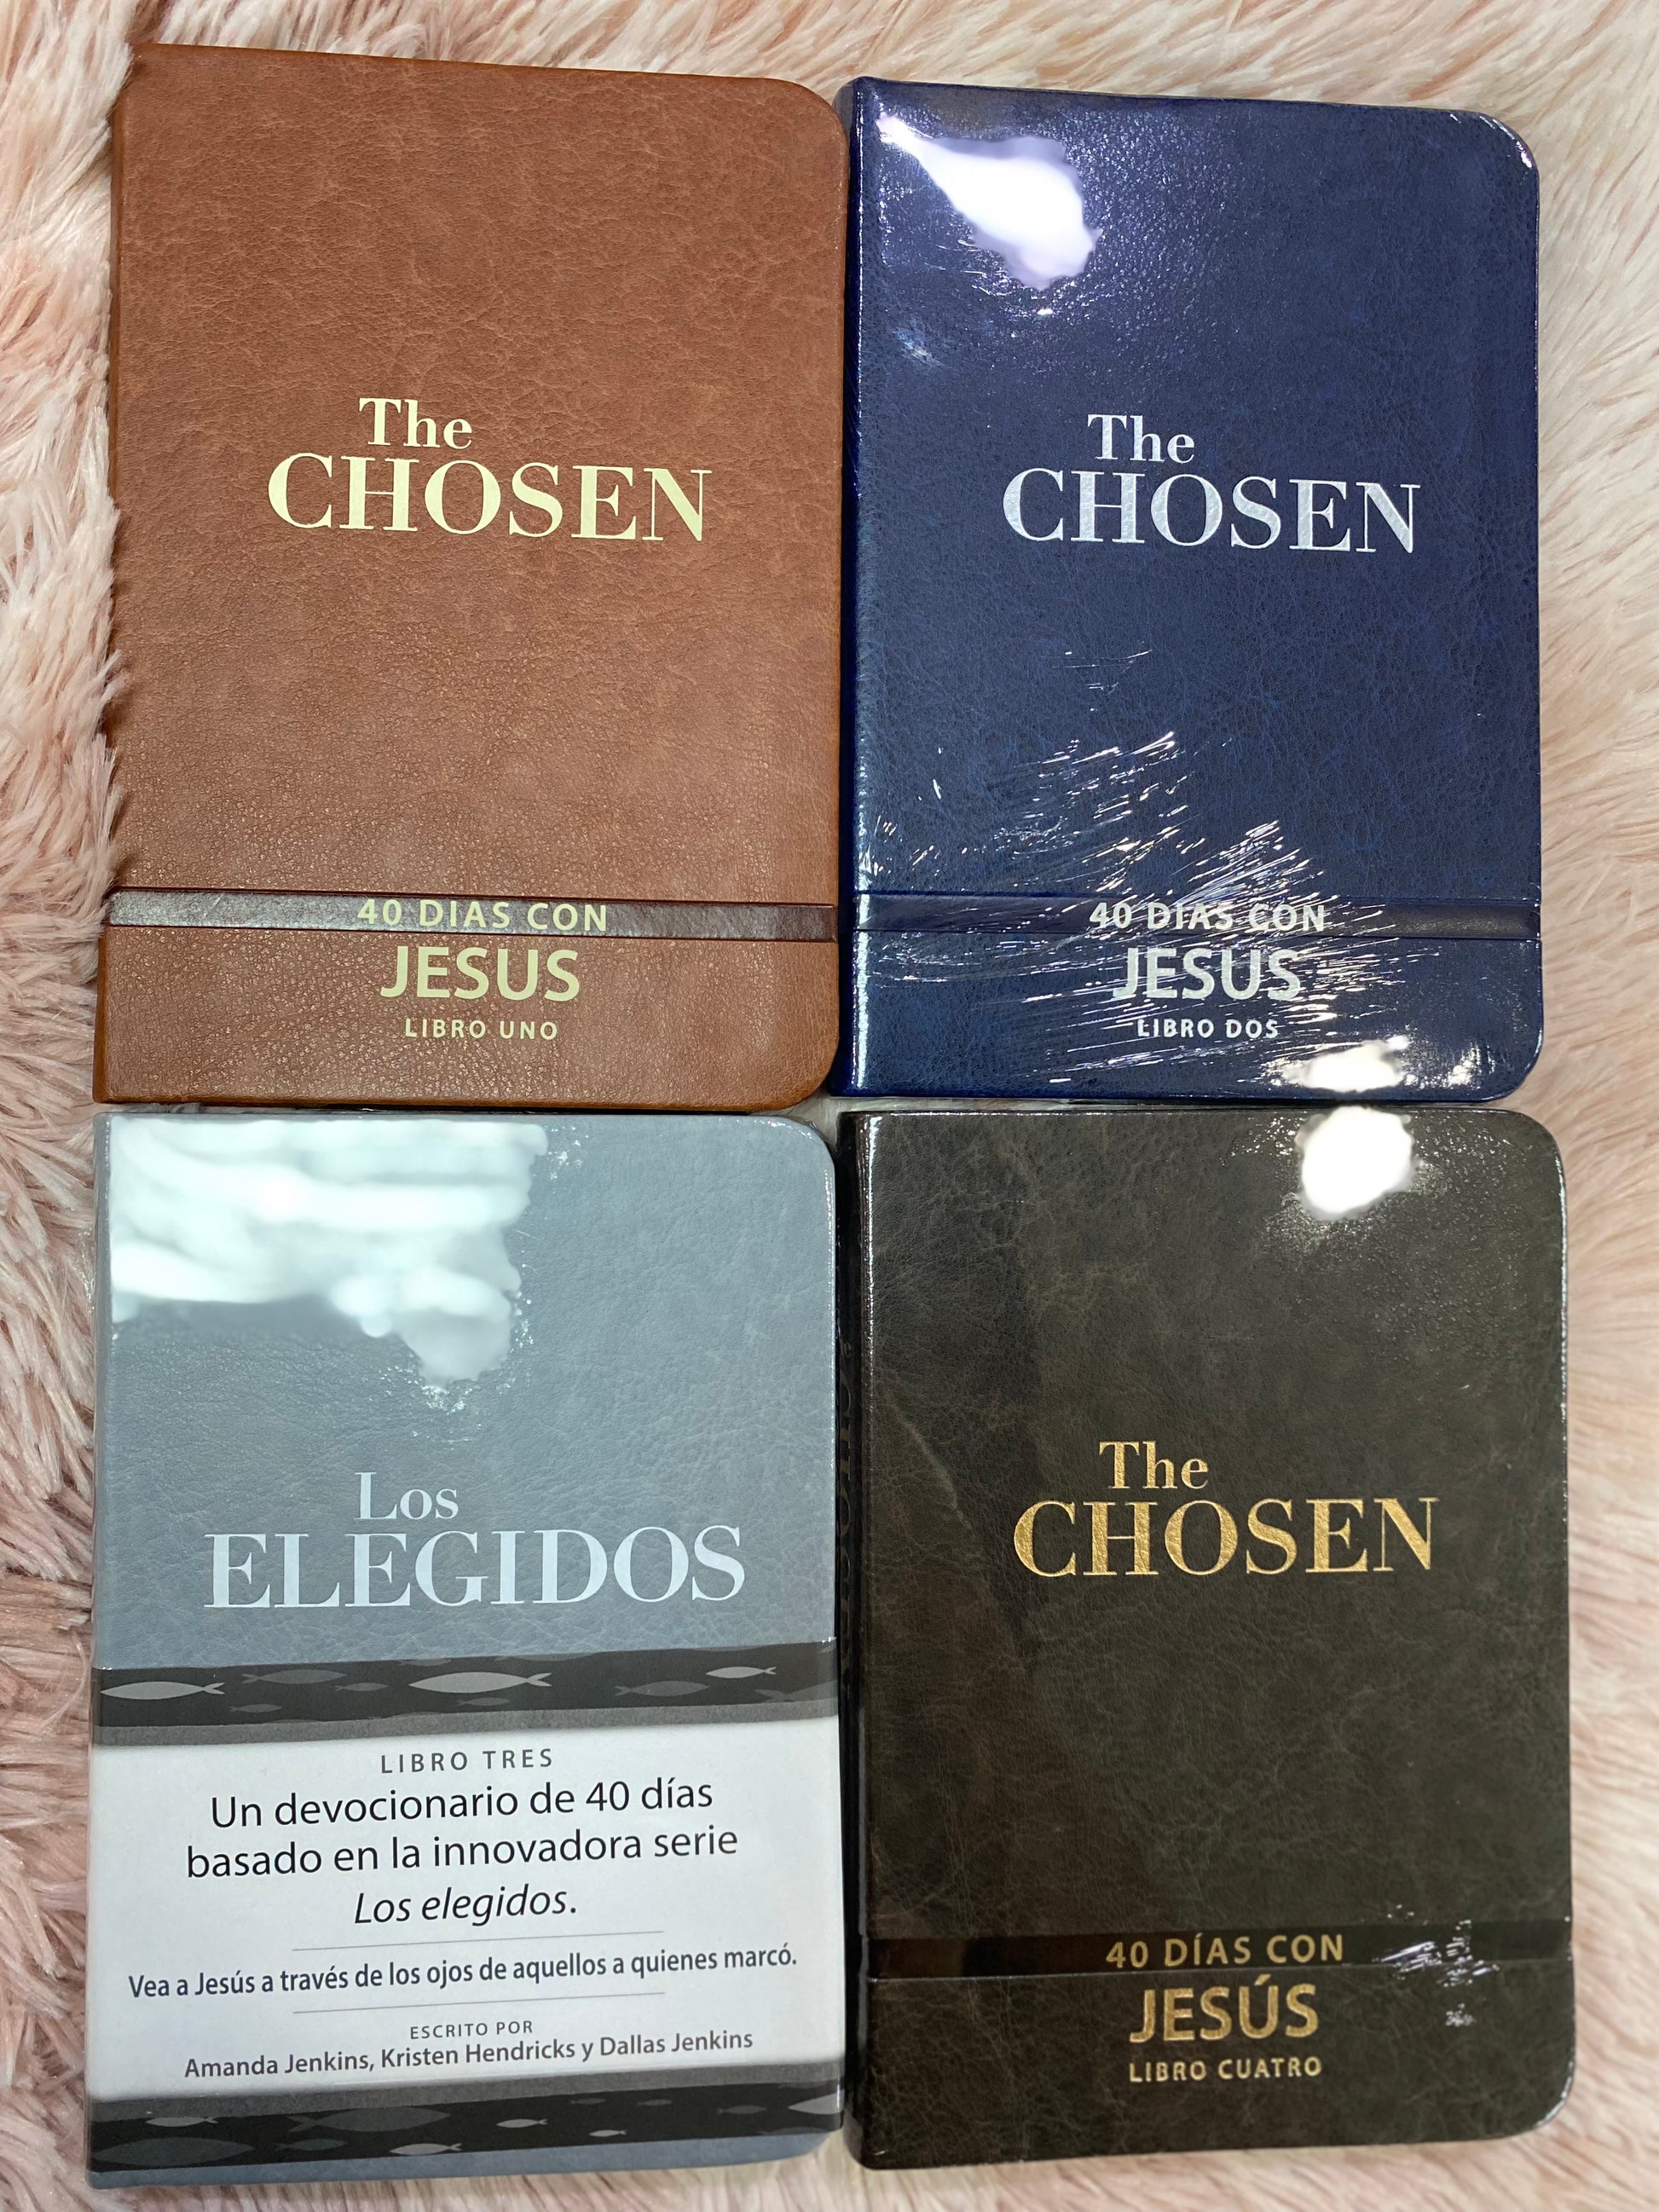 The
CHOSEN
40 DIAS CON
JESUS
LIBRO UNO
The
CHOSEN
40 DIAS CON
JESUS
LIBRO DOS
Los
ELEGIDOS
LIBRO TRES
Un devocionario de 40 días
basado en la innovadora serie
Los elegidos.
Vea a Jesús a través de los ojos de aquellos a quienes marcó.
ESCRITO POR
Amanda Jenkins, Kristen Hendricks y Dallas Jenkins
The
CHOSEN
40 DÍAS CON
JESÚS
LIBRO CUATRO